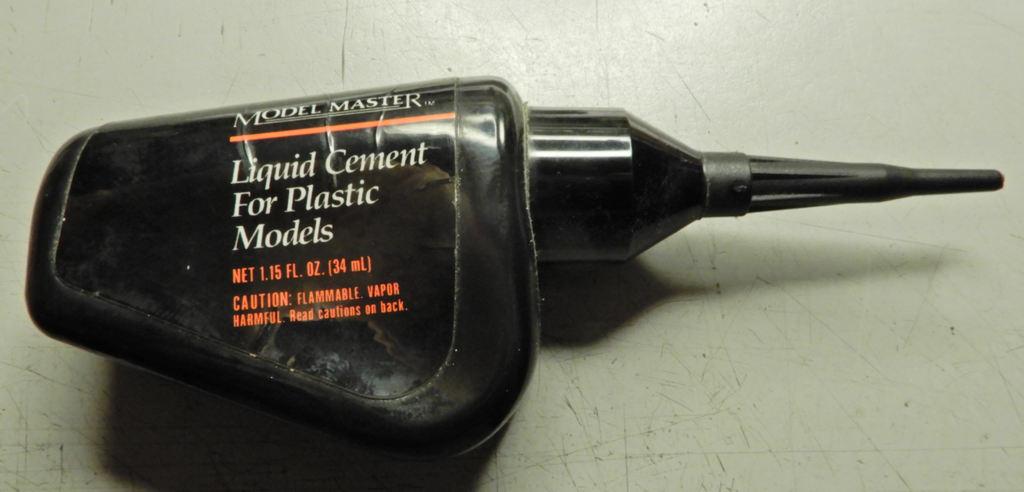 MODEL MASTER™
Liquid Cement
For Plastic
Models
NET 1.15 FL. OZ. (34 mL)
CAUTION: FLAMMABLE. VAPOR
HARMFUL. Read cautions on back.